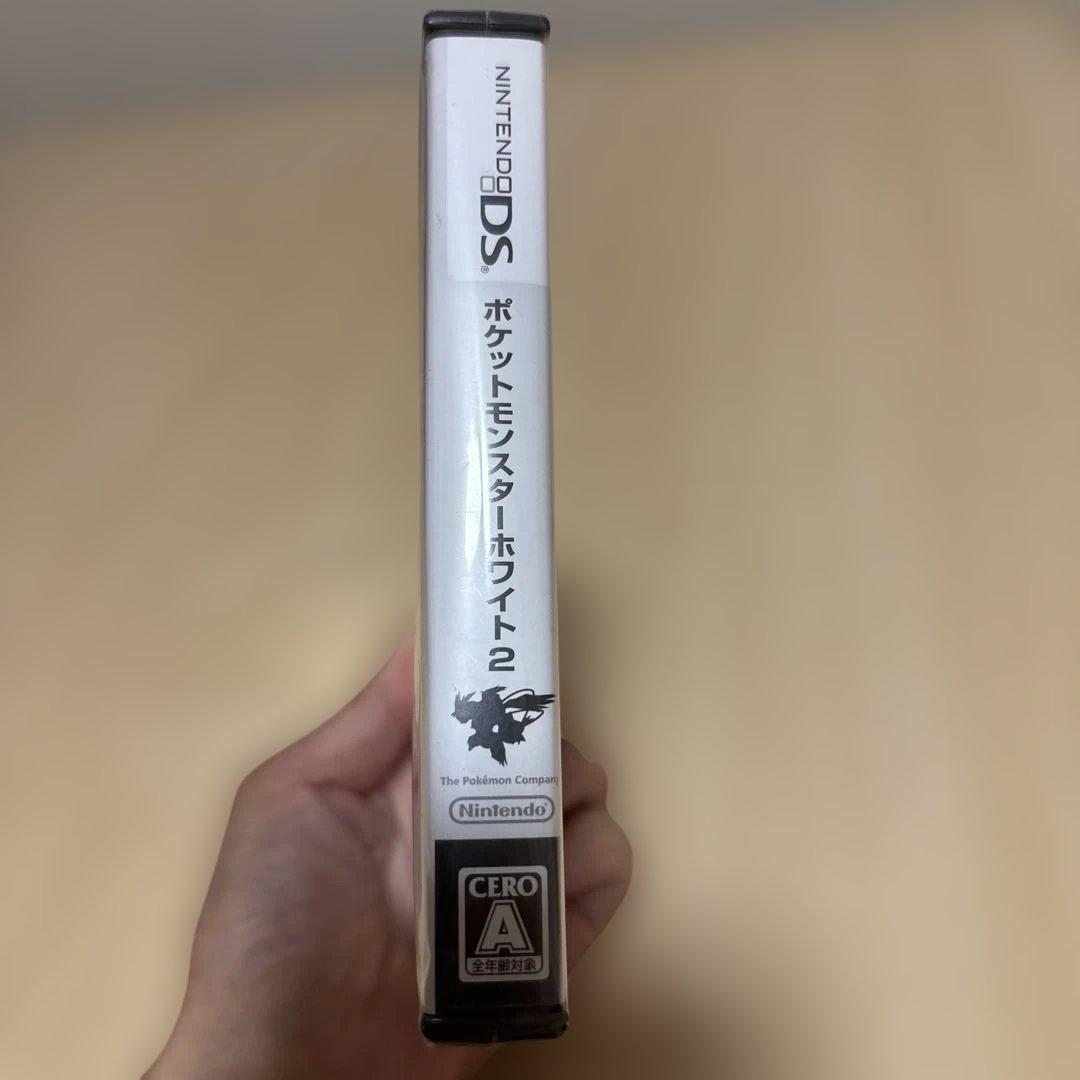 NINTENDO DS®
ポケットモンスターホワイト2
The Pokémon Company
Nintendo®
CERO
A
全年齢対象